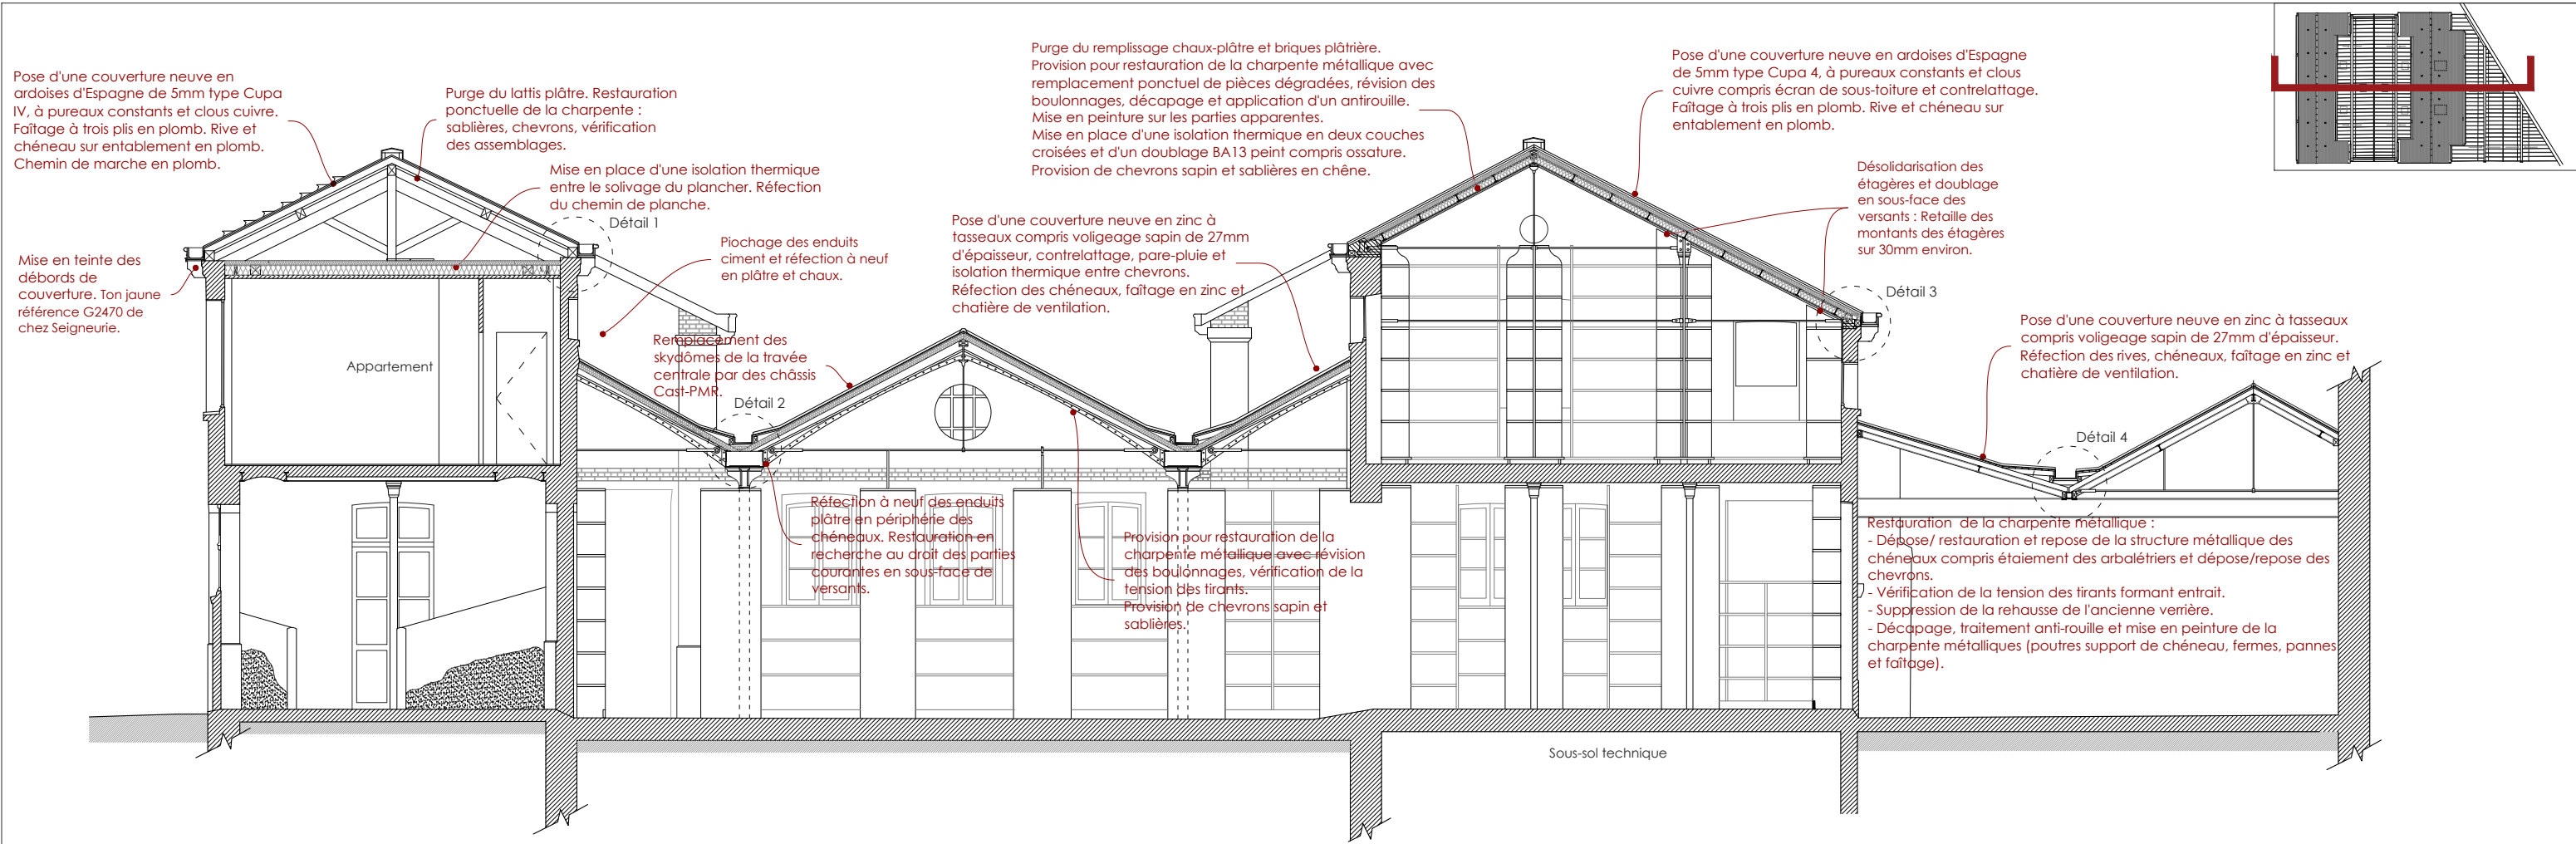 Pose d'une couverture neuve en
ardoises d'Espagne de 5mm type Cupa
IV, à pureaux constants et clous cuivre.
Faîtage à trois plis en plomb. Rive et
chéneau sur entablement en plomb.
Chemin de marche en plomb.
Purge du lattis plâtre. Restauration
ponctuelle de la charpente :
sablières, chevrons, vérification
des assemblages.
Mise en place d'une isolation thermique
entre le solivage du plancher. Réfection
du chemin de planche.
Détail 1
Mise en teinte des
débords de
couverture. Ton jaune
référence G2470 de
chez Seigneurie.
Piochage des enduits
ciment et réfection à neuf
en plâtre et chaux.
Appartement
Remplacement des
skydômes de la travée
centrale par des châssis
Cast-PMR.
Détail 2
Purge du remplissage chaux-plâtre et briques plâtrière.
Provision pour restauration de la charpente métallique avec
remplacement ponctuel de pièces dégradées, révision des
boulonnages, décapage et application d'un antirouille.
Mise en peinture sur les parties apparentes.
Mise en place d'une isolation thermique en deux couches
croisées et d'un doublage BA13 peint compris ossature.
Provision de chevrons sapin et sablières en chêne.
Pose d'une couverture neuve en zinc à
tasseaux compris voligeage sapin de 27mm
d'épaisseur, contrelattage, pare-pluie et
isolation thermique entre chevrons.
Réfection des chéneaux, faîtage en zinc et
chatière de ventilation.
Pose d'une couverture neuve en ardoises d'Espagne
de 5mm type Cupa 4, à pureaux constants et clous
cuivre compris écran de sous-toiture et contrelattage.
Faîtage à trois plis en plomb. Rive et chéneau sur
entablement en plomb.
Désolidarisation des
étagères et doublage
en sous-face des
versants : Retaille des
montants des étagères
sur 30mm environ.
Détail 3
Pose d'une couverture neuve en zinc à tasseaux
compris voligeage sapin de 27mm d'épaisseur.
Réfection des rives, chéneaux, faîtage en zinc et
chatière de ventilation.
Détail 4
Réfection à neuf des enduits
plâtre en périphérie des
chéneaux. Restauration en
recherche au droit des parties
courantes en sous-face de
versants.
Provision pour restauration de la
charpente métallique avec révision
des boulonnages, vérification de la
tension des tirants.
Provision de chevrons sapin et
sablières.
Restauration de la charpente métallique :
- Dépose/ restauration et repose de la structure métallique des
chéneaux compris étaiement des arbalétriers et dépose/repose des
chevrons.
- Vérification de la tension des tirants formant entrait.
- Suppression de la rehausse de l'ancienne verrière.
- Décapage, traitement anti-rouille et mise en peinture de la
charpente métalliques (poutres support de chéneau, fermes, pannes
et faîtage).
Sous-sol technique